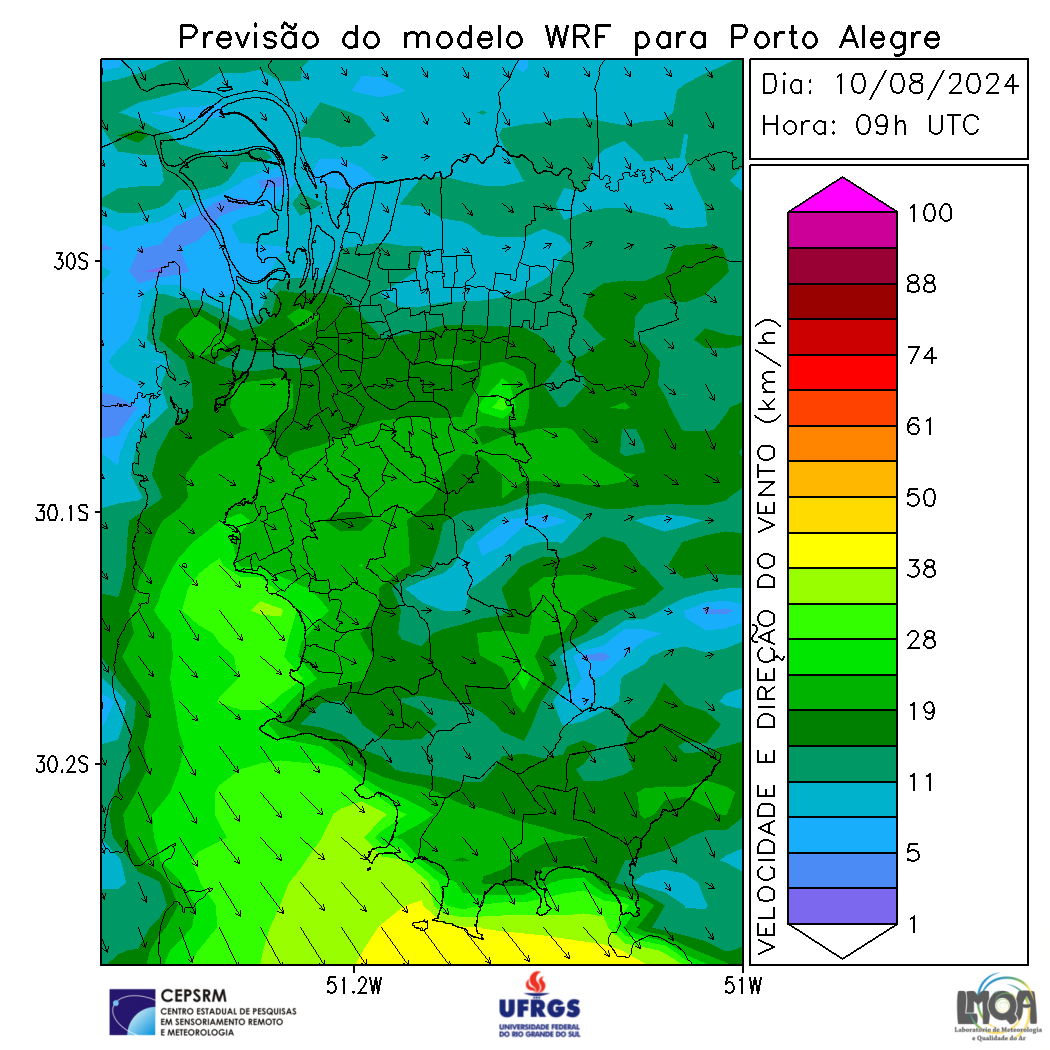 Previsão do modelo WRF para Porto Alegre
Dia: 10/08/2024
Hora: 09h UTC
30S
30.1S
30.2S
51.2W
51W
VELOCIDADE E DIREÇÃO DO VENTO (km/h)
100
88
74
61
50
38
28
19
11
5
1
CEPSRM
CENTRO ESTADUAL DE PESQUISAS
EM SENSORIAMENTO REMOTO
E METEOROLOGIA
UFRGS
UNIVERSIDADE FEDERAL
DO RIO GRANDE DO SUL
LMQA
Laboratório de Meteorologia
e Qualidade do Ar